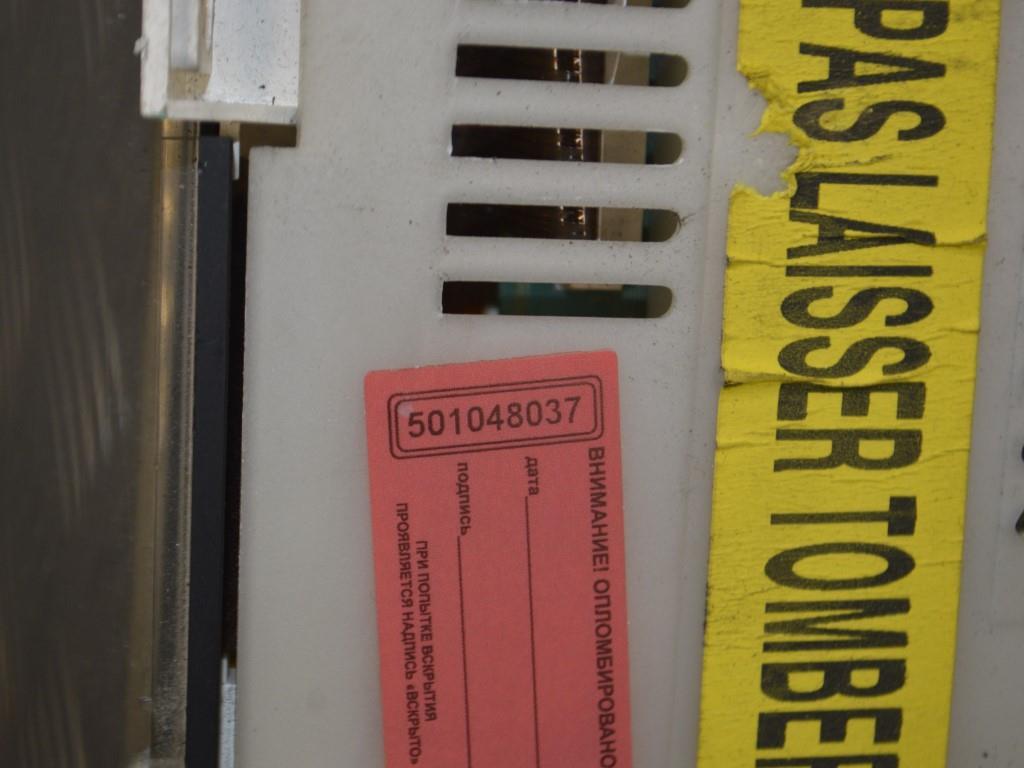 501048037
ВНИМАНИЕ! ОПЛОМБИРОВАНО
дата
подпись
ПРИ ПОПЫТКЕ ВСКРЫТИЯ
ПРОЯВЛЯЕТСЯ НАДПИСЬ «ВСКРЫТО»
PAS LAISSER TOMBER